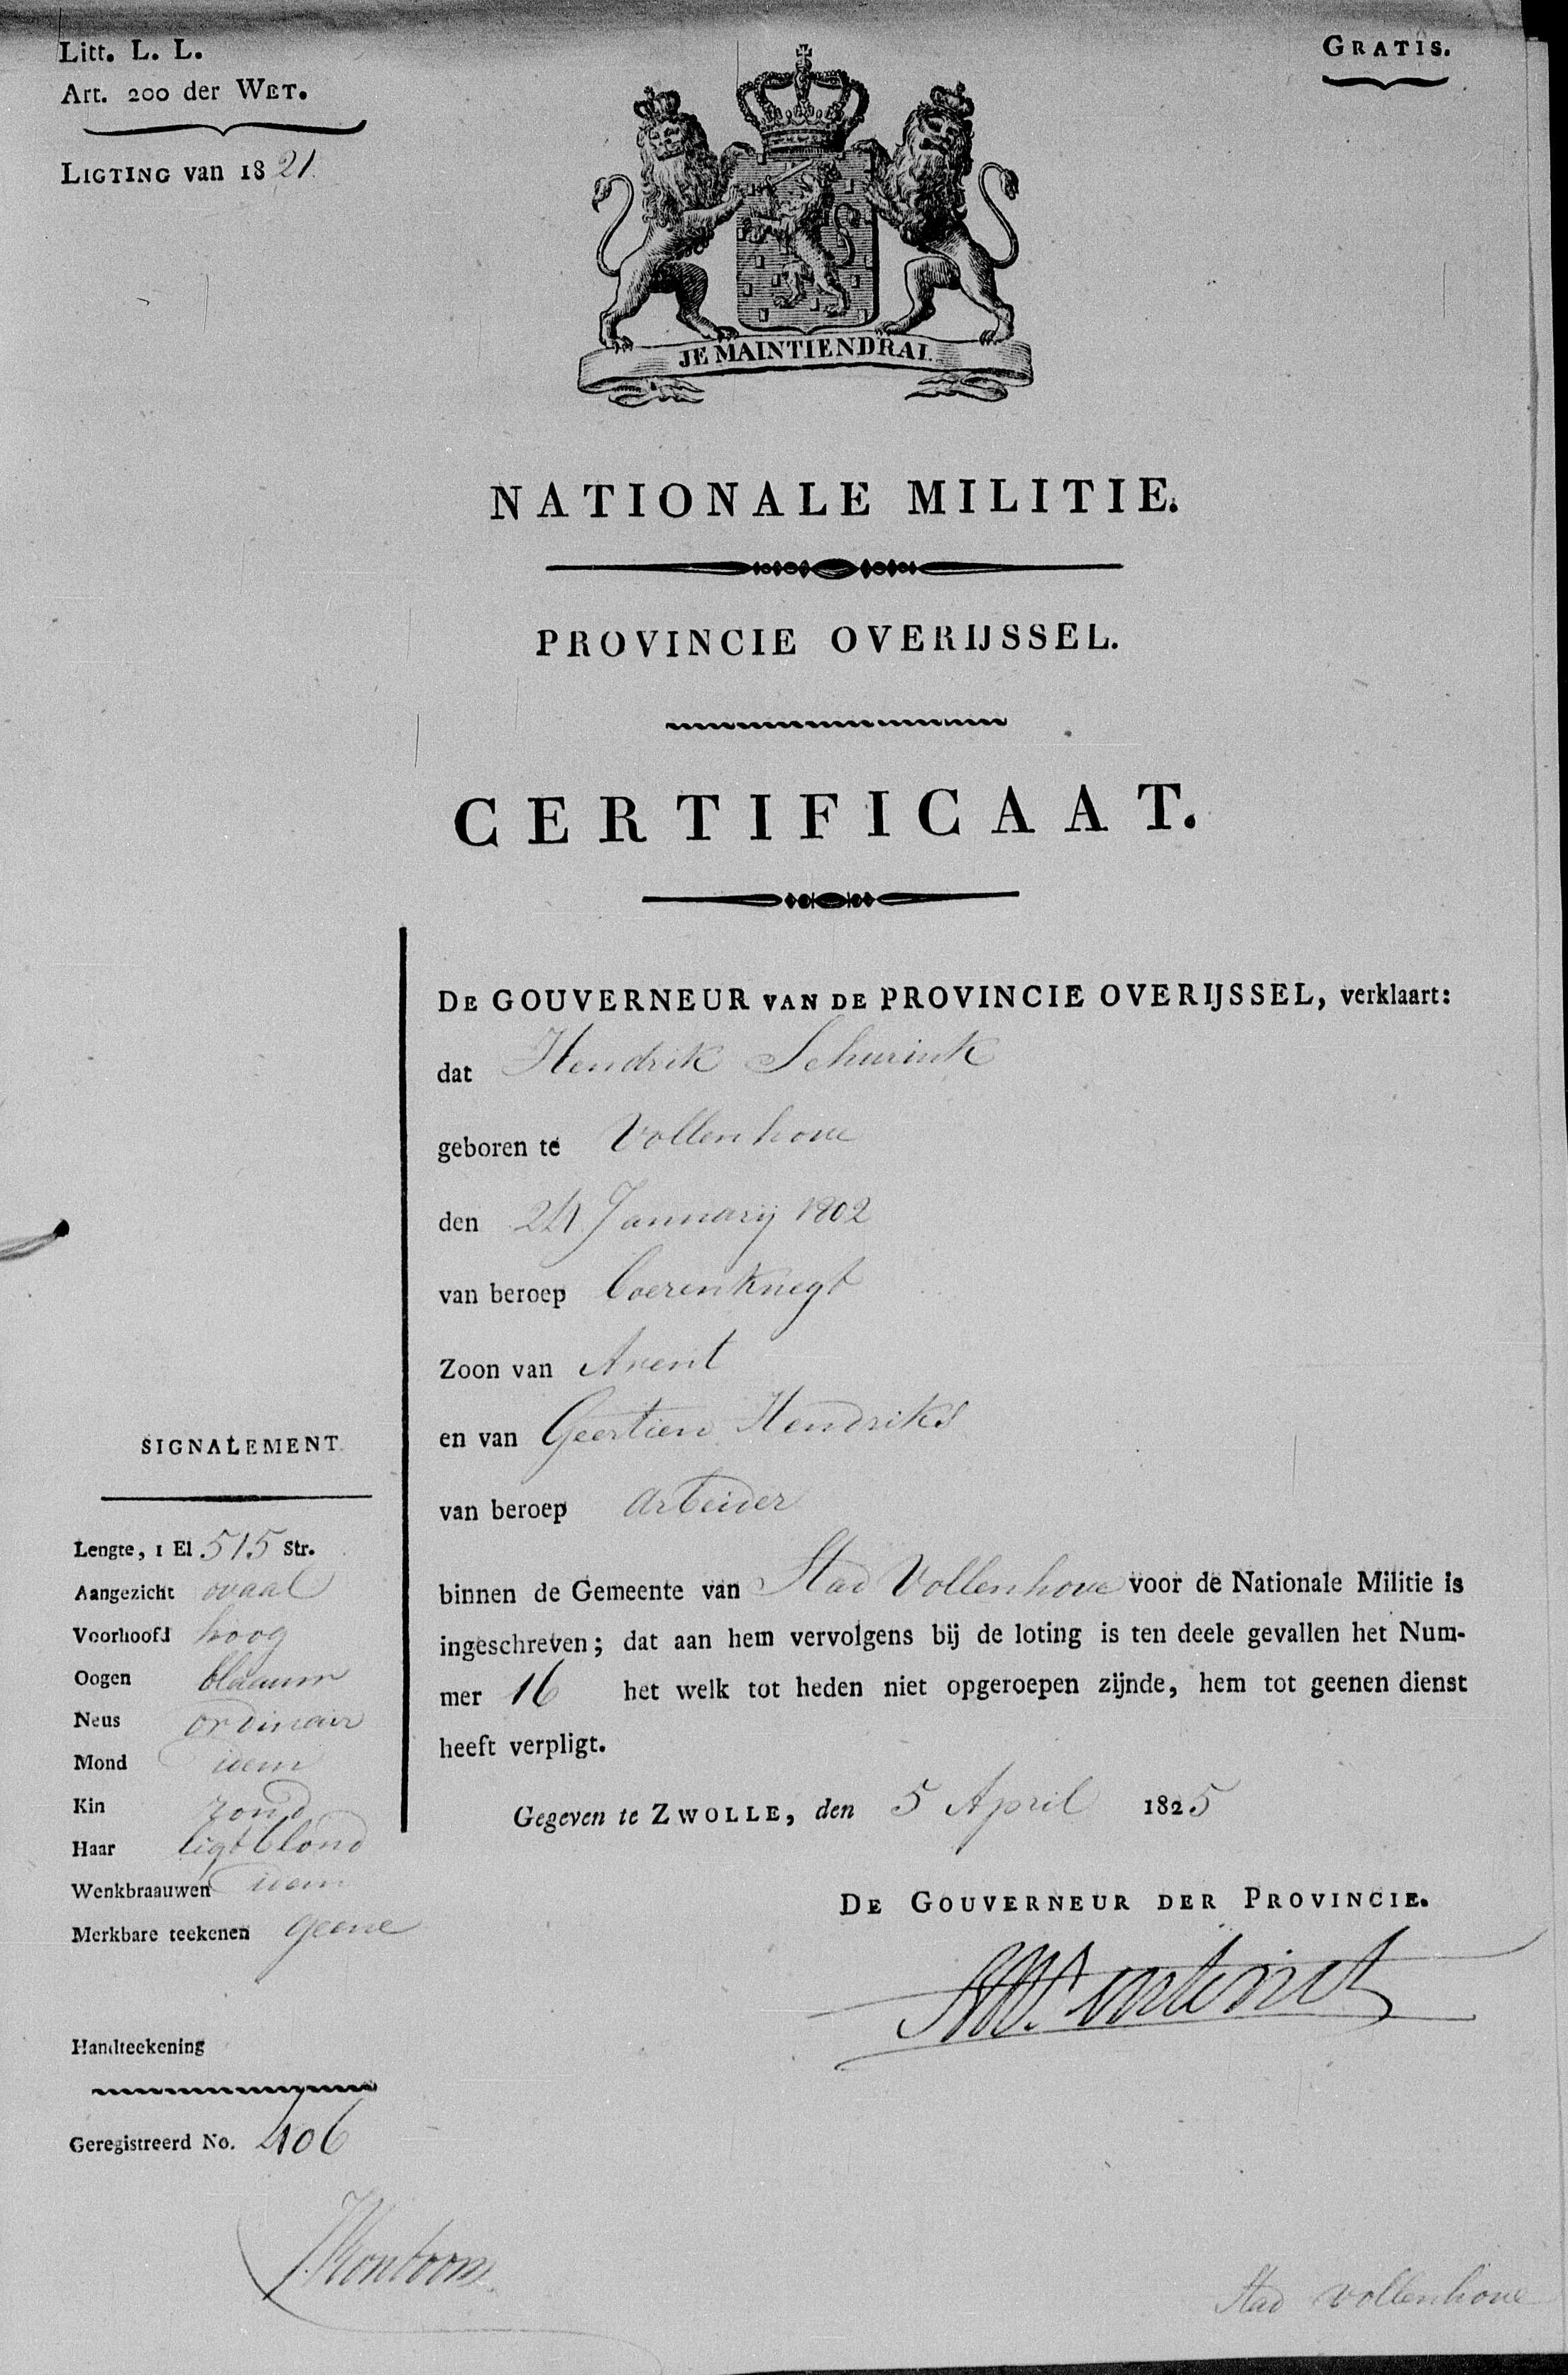 Litt. L. L.
Art. 200 der WET.
LIGTING van 1821.
GRATIS.
JE MAINTIENDRAI.
NATIONALE MILITIE.
PROVINCIE OVERIJSSEL.
CERTIFICAAT.
DE GOUVERNEUR VAN DE PROVINCIE OVERIJSSEL, verklaart:
dat Hendrik Schurink
geboren te Vollenhove
den 24 Januarij 1802
van beroep boerenknegt
Zoon van Arent
en van Geertien Hendriks
van beroep arbeider
binnen de Gemeente van Stad Vollenhove voor de Nationale Militie is
ingeschreven; dat aan hem vervolgens bij de loting is ten deele gevallen het Num-
mer 16 het welk tot heden niet opgeroepen zijnde, hem tot geenen dienst
heeft verpligt.
Gegeven te ZWOLLE, den 5 April 1825
DE GOUVERNEUR DER PROVINCIE.
SIGNALEMENT.
Lengte, 1 El 515 Str.
Aangezicht ovaal
Voorhoofd hoog
Oogen blaauw
Neus ordinair
Mond idem
Kin rond
Haar ligt blond
Wenkbraauwen idem
Merkbare teekenen geene
Handteekening
Geregistreerd No. 406
Stad Vollenhove